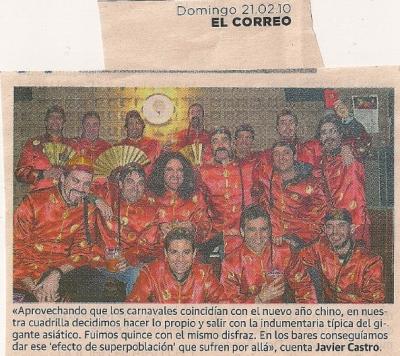 Domingo 21.02.10
EL CORREO
«Aprovechando que los carnavales coincidían con el nuevo año chino, en nues-
tra cuadrilla decidimos hacer lo propio y salir con la indumentaria típica del gi-
gante asiático. Fuimos quince con el mismo disfraz. En los bares conseguíamos
dar ese 'efecto de superpoblación' que sufren por allá», cuenta Javier Castro.